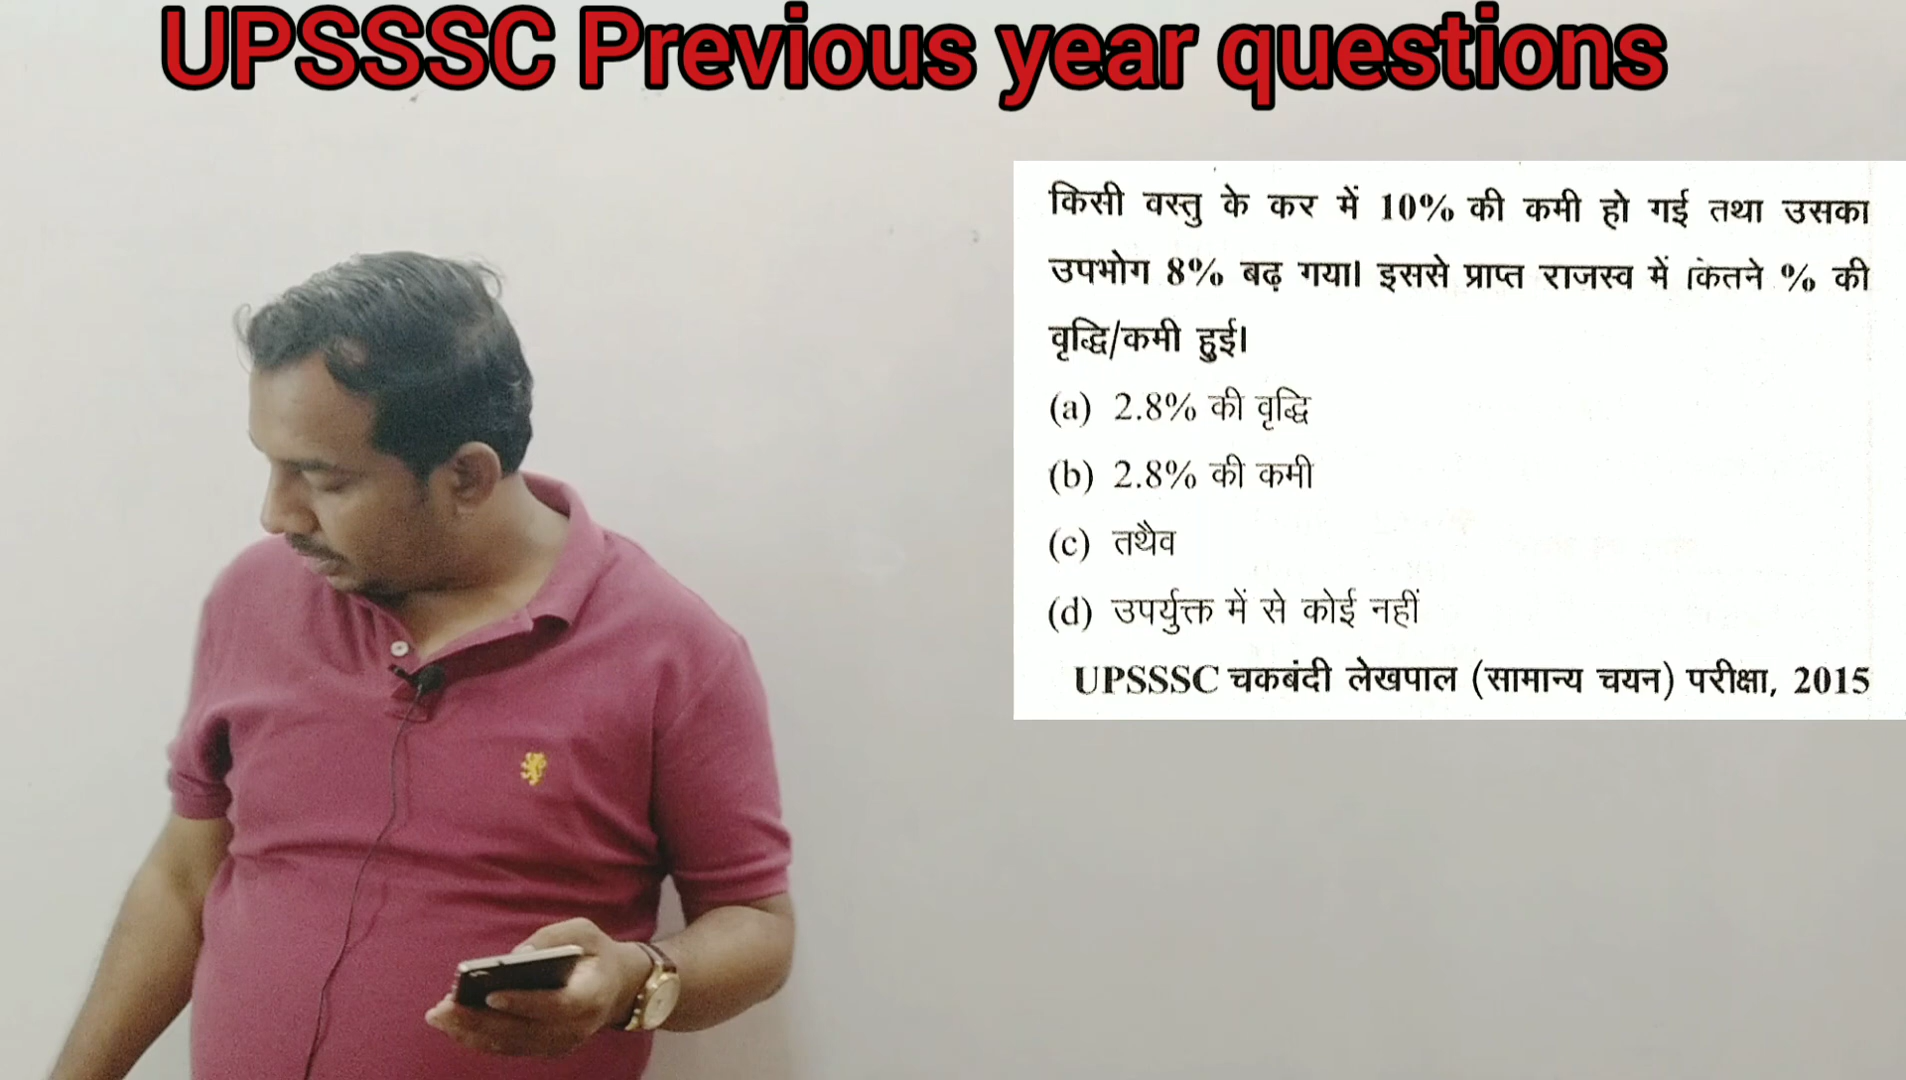 UPSSSC Previous year questions
किसी वस्तु के कर में 10% की कमी हो गई तथा उसका
उपभोग 8% बढ़ गया। इससे प्राप्त राजस्व में कितने % की
वृद्धि/कमी हुई।
(a) 2.8% की वृद्धि
(b) 2.8% की कमी
(c) तथैव
(d) उपर्युक्त में से कोई नहीं
UPSSSC चकबंदी लेखपाल (सामान्य चयन) परीक्षा, 2015